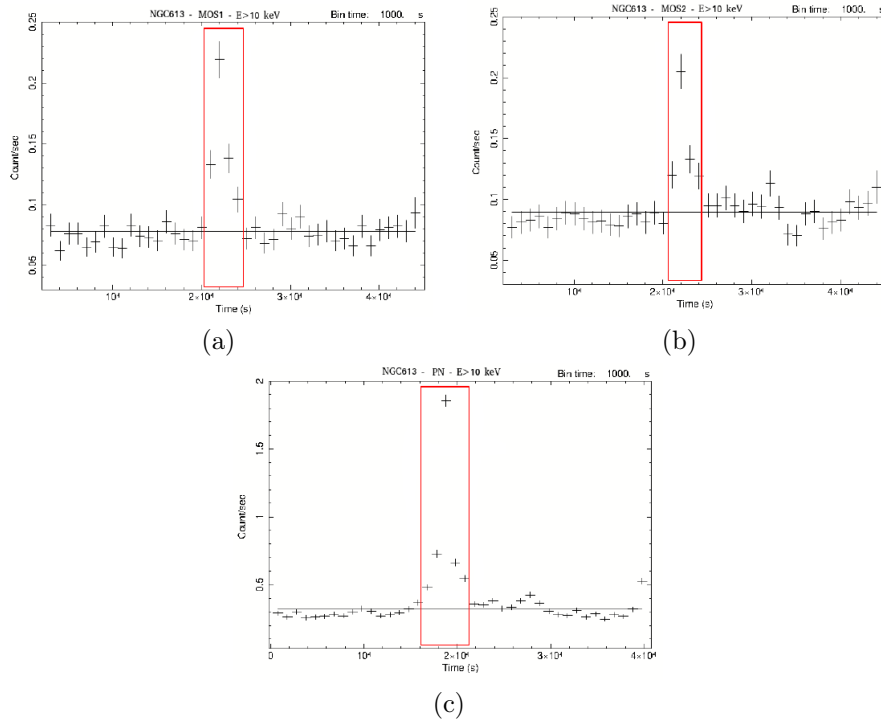 NGC613 - MOS1 - E>10 keV Bin time: 1000. s
0.25
0.2
0.15
0.1
0.05
Count/sec
10⁴ 2×10⁴ 3×10⁴ 4×10⁴
Time (s)
(a)
NGC613 - MOS2 - E>10 keV Bin time: 1000. s
0.25
0.2
0.15
0.1
0.05
Count/sec
10⁴ 2×10⁴ 3×10⁴ 4×10⁴
Time (s)
(b)
NGC613 - PN - E>10 keV Bin time: 1000. s
2
1.5
1
0.5
Count/sec
0 10⁴ 2×10⁴ 3×10⁴ 4×10⁴
Time (s)
(c)